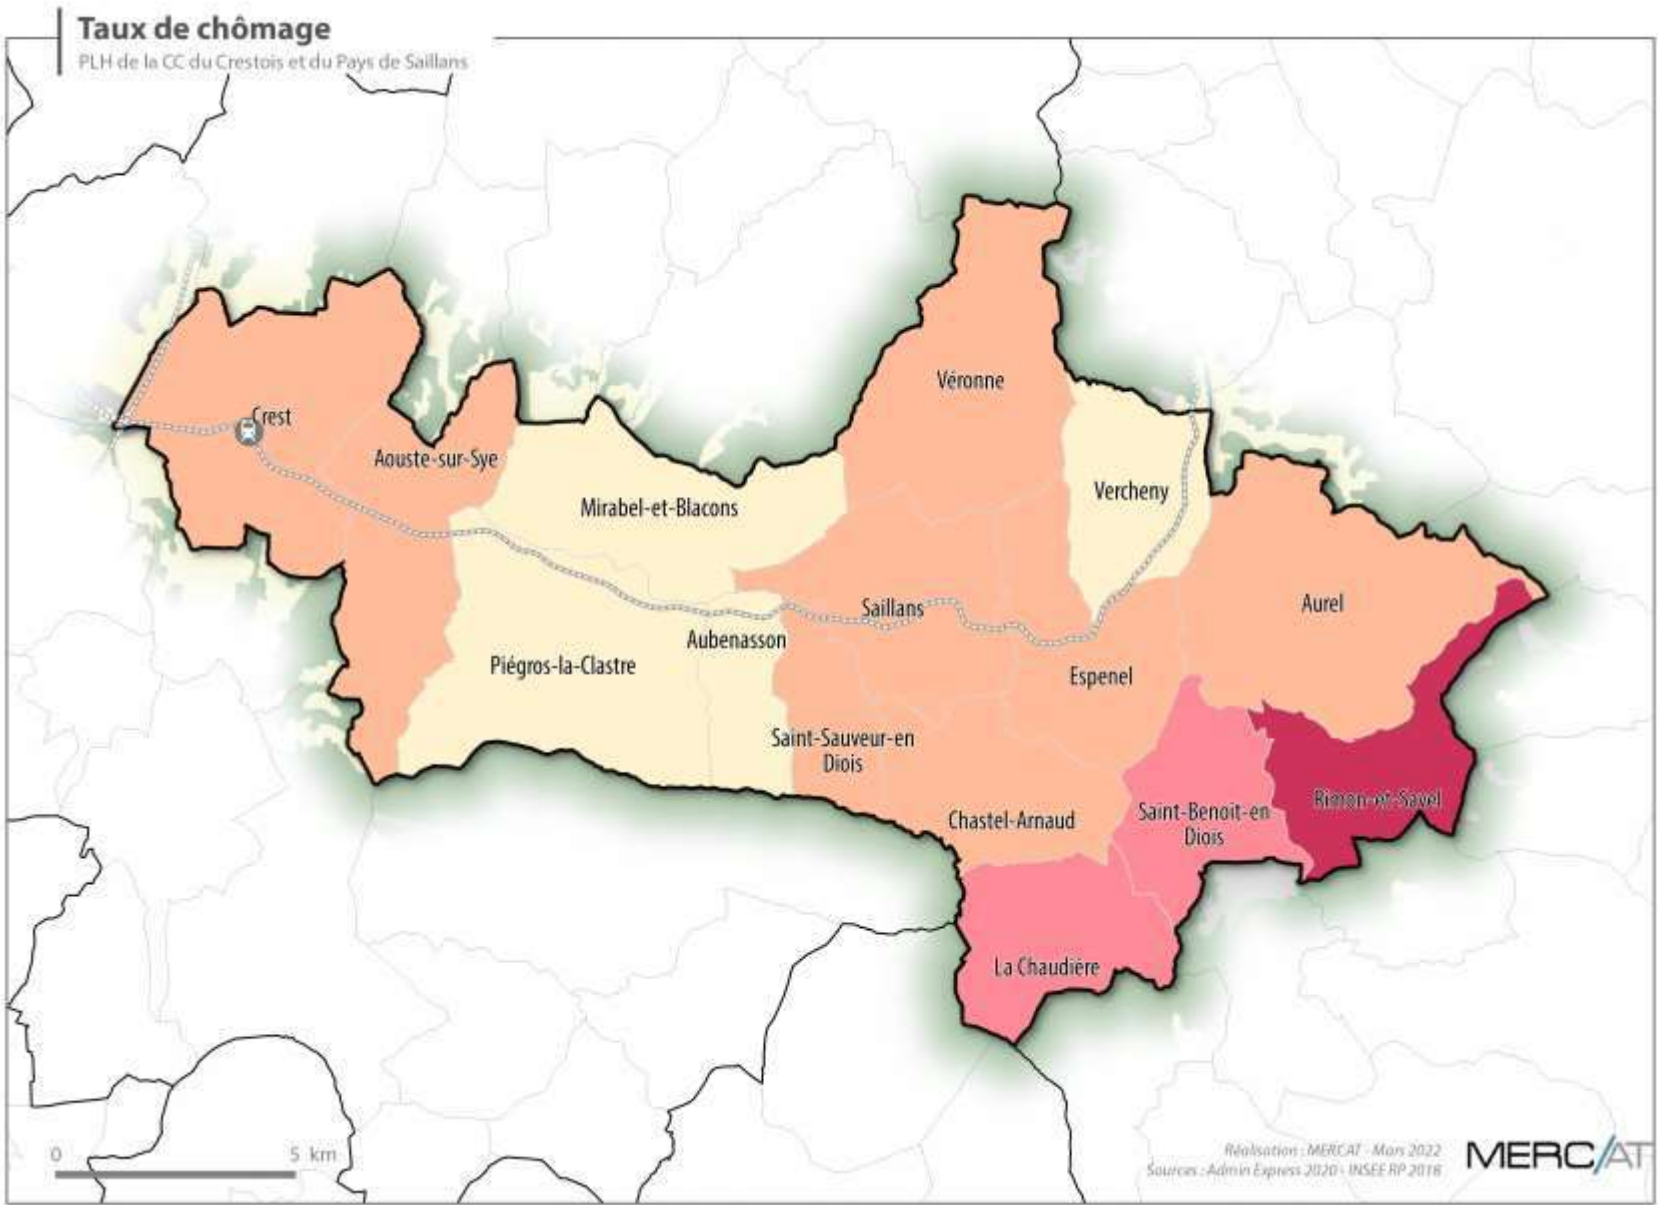 Taux de chômage
PLH de la CC du Crestois et du Pays de Saillans
Véronne
Crest
Aouste-sur-Sye
Vercheny
Mirabel-et-Blacons
Aurel
Saillans
Aubenasson
Piégros-la-Clastre
Espenel
Saint-Sauveur-en
Diois
Rimon-et-Savel
Saint-Benoit-en
Diois
Chastel-Arnaud
La Chaudière
0 5 km
Réalisation : MERCAT - Mars 2022
Sources : Admin Express 2020 - INSEE RP 2018
MERC/AT